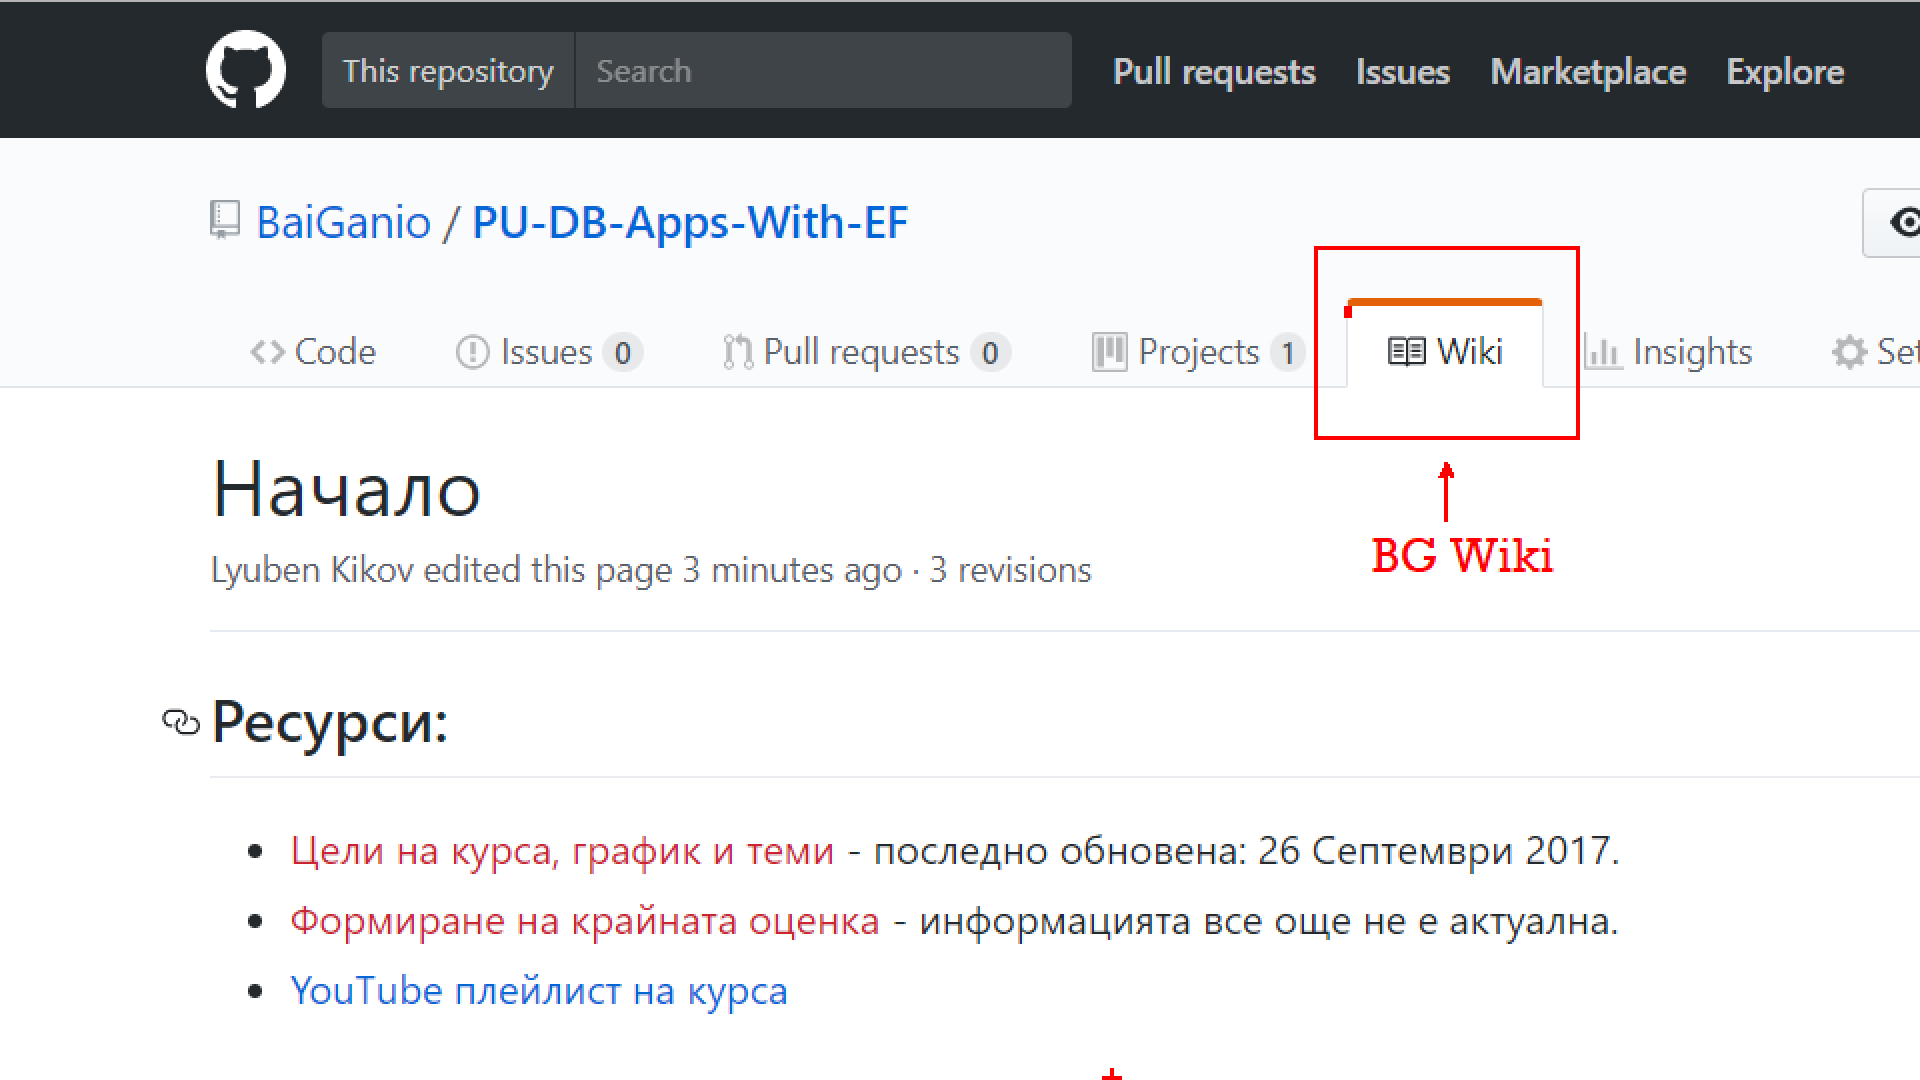 This repository Search Pull requests Issues Marketplace Explore
BaiGanio / PU-DB-Apps-With-EF
Code Issues 0 Pull requests 0 Projects 1 Wiki Insights
Начало
BG Wiki
Lyuben Kikov edited this page 3 minutes ago · 3 revisions
Ресурси:
Цели на курса, график и теми - последно обновена: 26 Септември 2017.
Формиране на крайната оценка - информацията все още не е актуална.
YouTube плейлист на курса